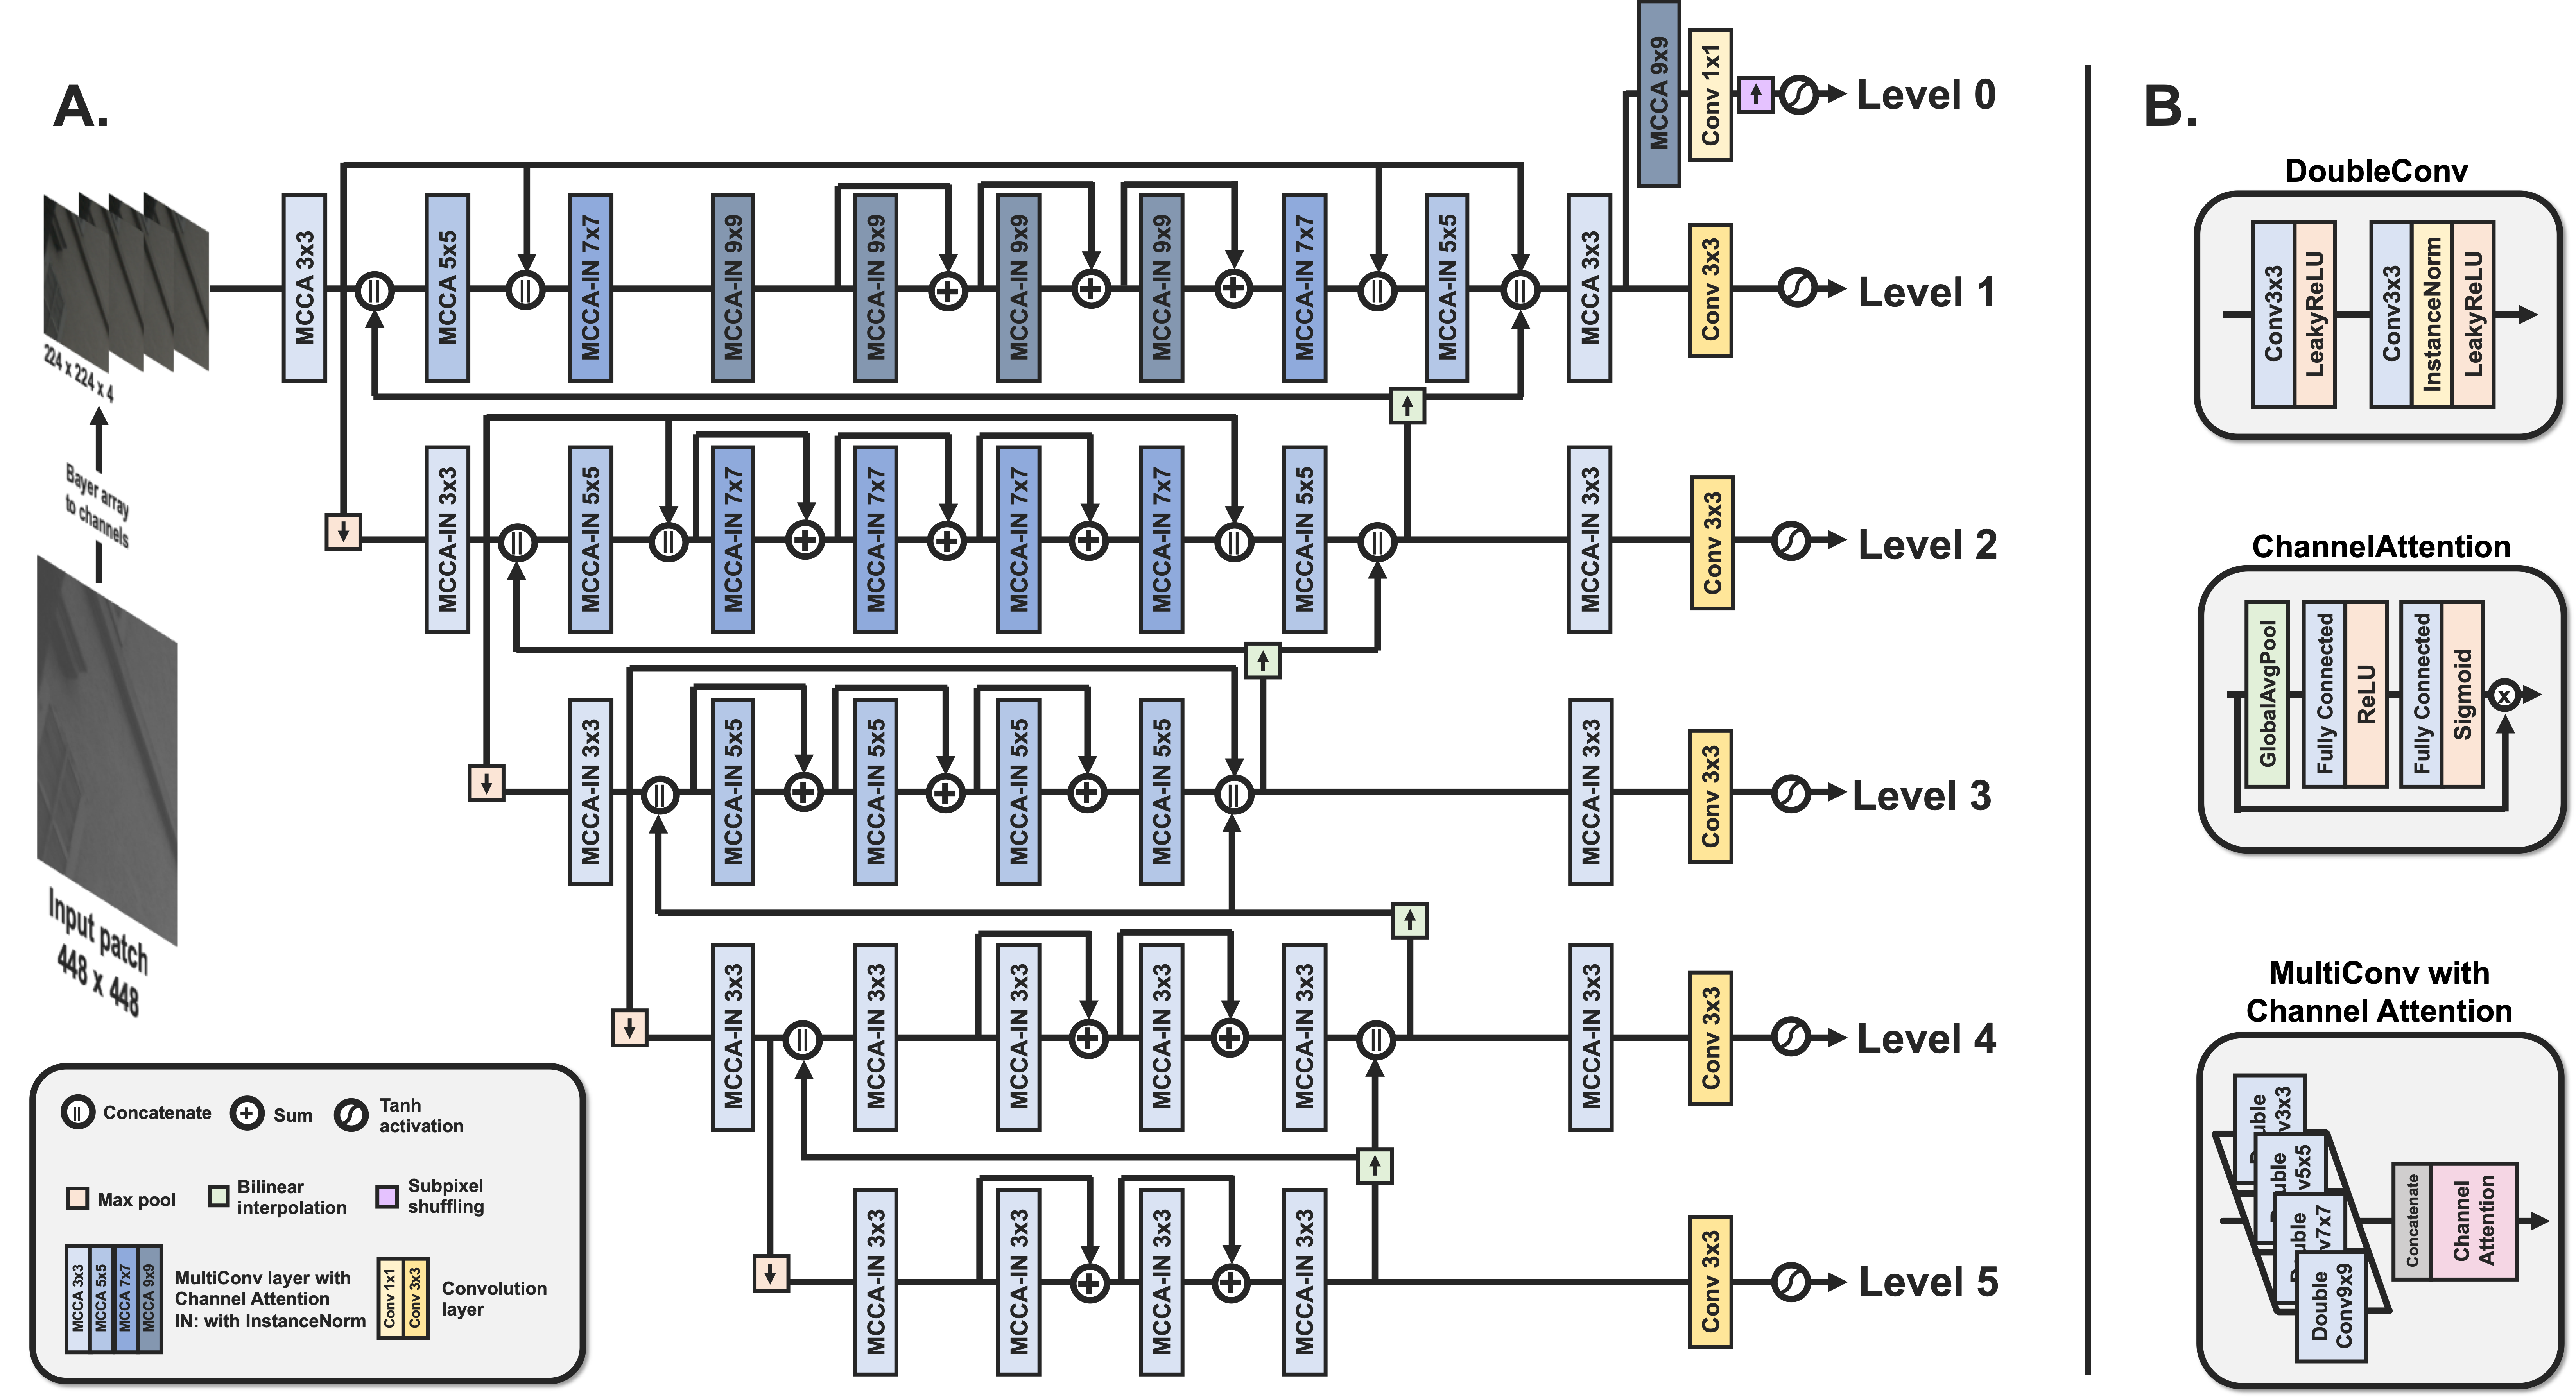 A.
224 x 224 x 4
Bayer array
to channels
Input patch
448 x 448
MCCA 9x9
Conv 1x1
Level 0
MCCA 3x3
MCCA 5x5
MCCA-IN 7x7
MCCA-IN 9x9
MCCA-IN 9x9
MCCA-IN 9x9
MCCA-IN 9x9
MCCA-IN 7x7
MCCA-IN 5x5
MCCA 3x3
Conv 3x3
Level 1
MCCA-IN 3x3
MCCA-IN 5x5
MCCA-IN 7x7
MCCA-IN 7x7
MCCA-IN 7x7
MCCA-IN 7x7
MCCA-IN 5x5
MCCA-IN 3x3
Conv 3x3
Level 2
MCCA-IN 3x3
MCCA-IN 5x5
MCCA-IN 5x5
MCCA-IN 5x5
MCCA-IN 5x5
MCCA-IN 3x3
Conv 3x3
Level 3
MCCA-IN 3x3
MCCA-IN 3x3
MCCA-IN 3x3
MCCA-IN 3x3
MCCA-IN 3x3
MCCA-IN 3x3
Conv 3x3
Level 4
MCCA-IN 3x3
MCCA-IN 3x3
MCCA-IN 3x3
MCCA-IN 3x3
Conv 3x3
Level 5
Concatenate
Sum
Tanh
activation
Max pool
Bilinear
interpolation
Subpixel
shuffling
MCCA 3x3
MCCA 5x5
MCCA 7x7
MCCA 9x9
MultiConv layer with
Channel Attention
IN: with InstanceNorm
Conv 1x1
Conv 3x3
Convolution
layer
B.
DoubleConv
Conv3x3
LeakyReLU
Conv3x3
InstanceNorm
LeakyReLU
ChannelAttention
GlobalAvgPool
Fully Connected
ReLU
Fully Connected
Sigmoid
x
MultiConv with
Channel Attention
uble
v3x3
uble
v5x5
uble
v7x7
Double
Conv9x9
Concatenate
Channel
Attention